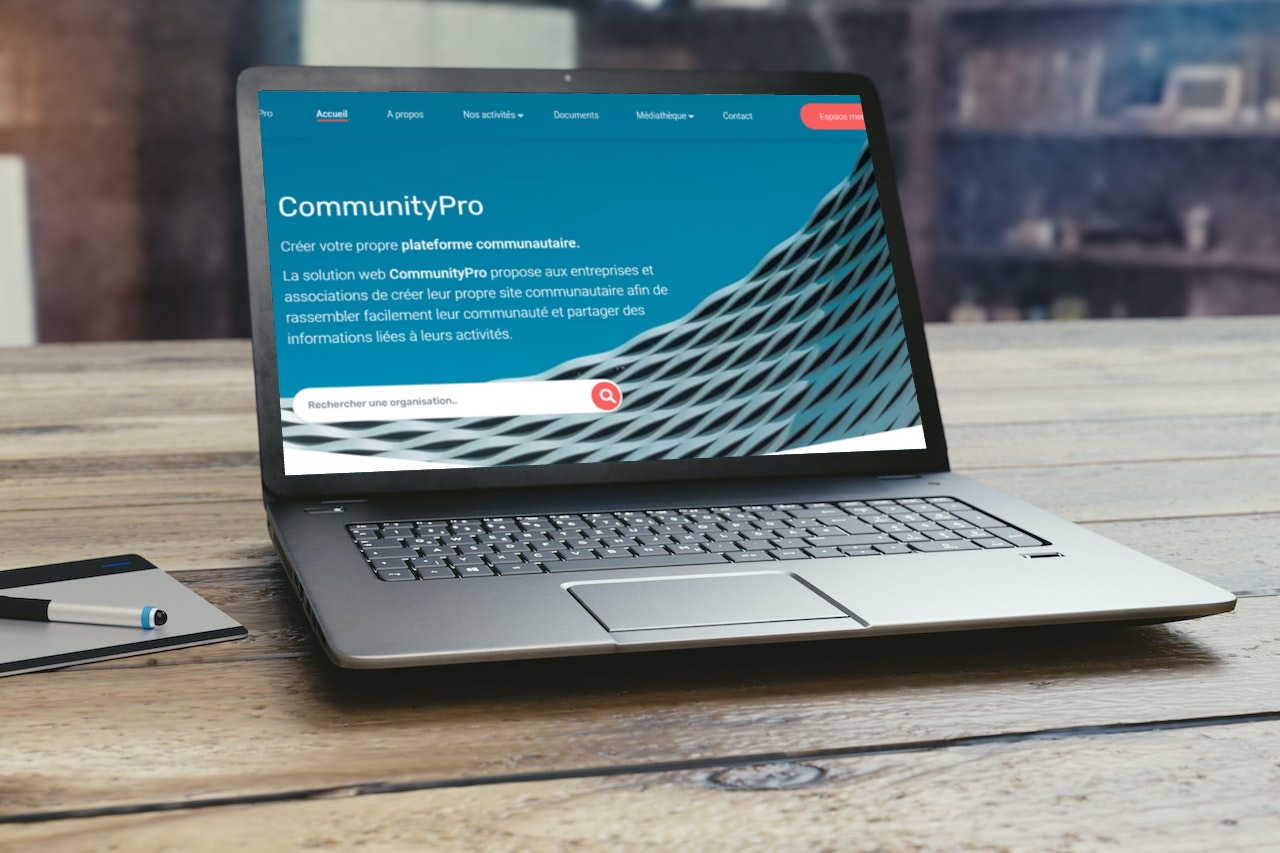 Pro Accueil A propos Nos activités Documents Médiathèque Contact Espace mem
CommunityPro
Créer votre propre plateforme communautaire.
La solution web CommunityPro propose aux entreprises et
associations de créer leur propre site communautaire afin de
rassembler facilement leur communauté et partager des
informations liées à leurs activités.
Rechercher une organisation..